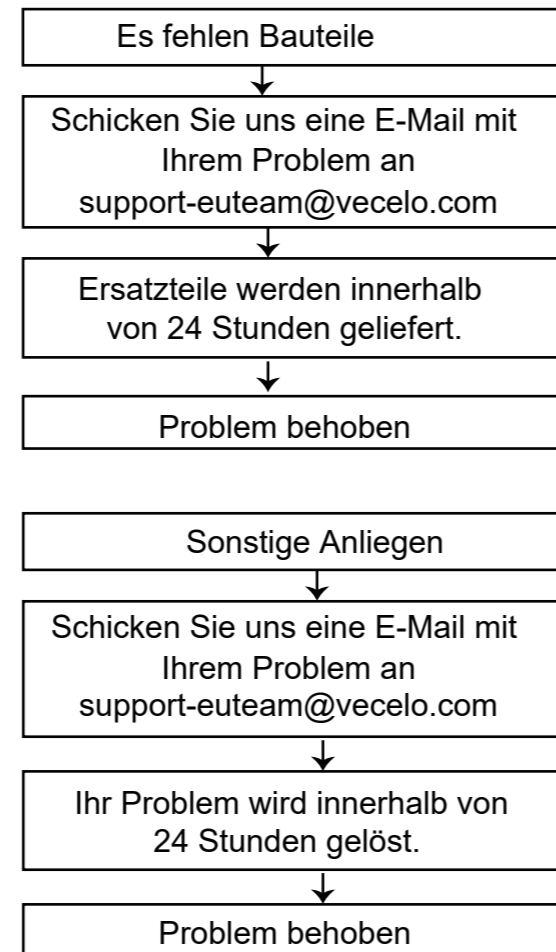 Es fehlen Bauteile
Schicken Sie uns eine E-Mail mit
Ihrem Problem an
support-euteam@vecelo.com
Ersatzteile werden innerhalb
von 24 Stunden geliefert.
Problem behoben
Sonstige Anliegen
Schicken Sie uns eine E-Mail mit
Ihrem Problem an
support-euteam@vecelo.com
Ihr Problem wird innerhalb von
24 Stunden gelöst.
Problem behoben